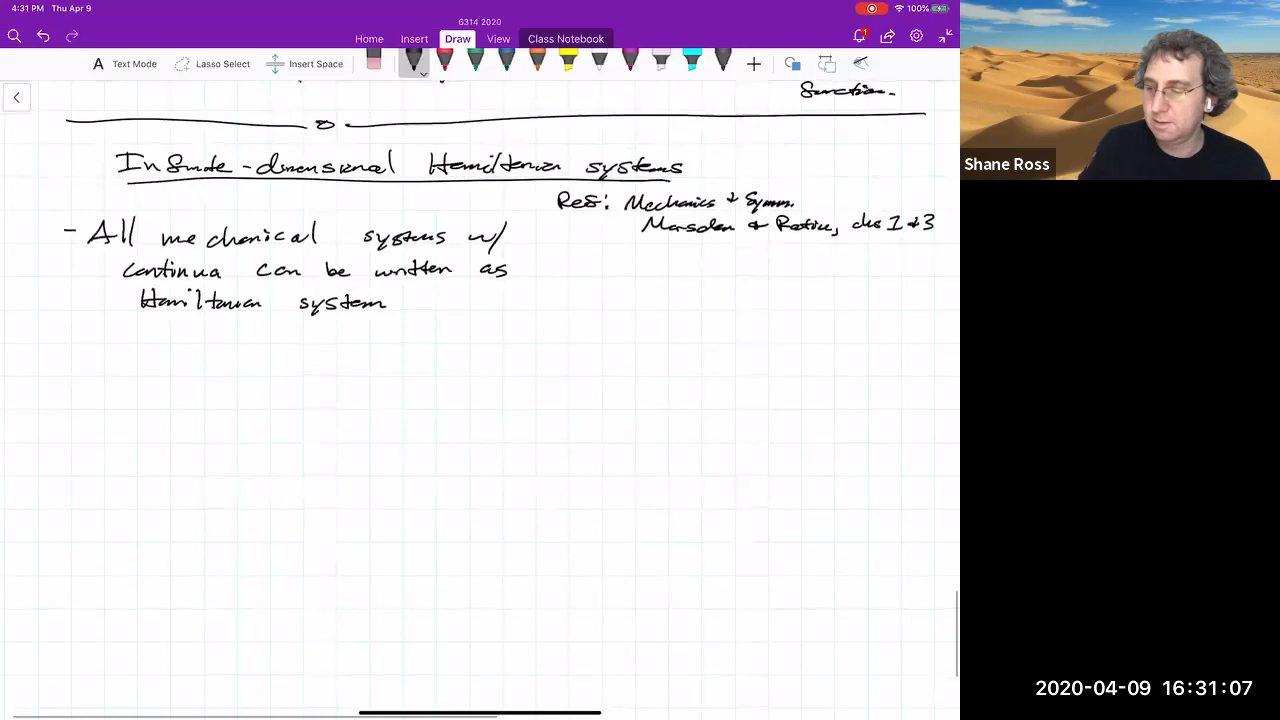 4:31 PM Thu Apr 9
100%
6314 2020
Home Insert Draw View Class Notebook
1
A Text Mode Lasso Select Insert Space
function.
Infinite-dimensional Hamiltonian systems
Ref: Mechanics & Symm.
Marsden & Ratiu, chs 1 & 3
- All mechanical systems w/
continua can be written as
Hamiltonian system
Shane Ross
2020-04-09 16:31:07